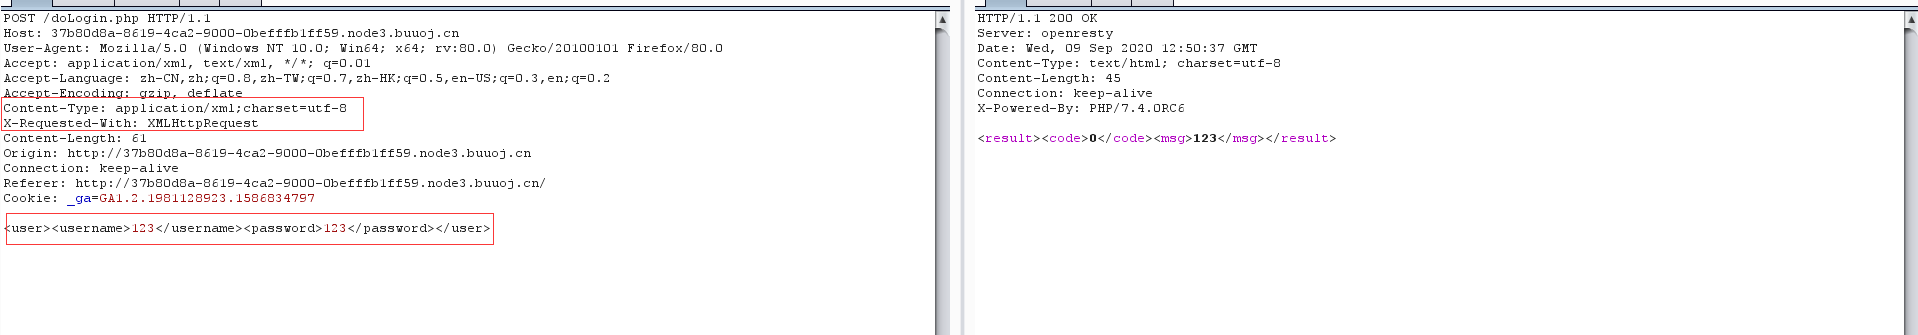 POST /doLogin.php HTTP/1.1
Host: 37b80d8a-8619-4ca2-9000-0befffb1ff59.node3.buuoj.cn
User-Agent: Mozilla/5.0 (Windows NT 10.0; Win64; x64; rv:80.0) Gecko/20100101 Firefox/80.0
Accept: application/xml, text/xml, */*; q=0.01
Accept-Language: zh-CN,zh;q=0.8,zh-TW;q=0.7,zh-HK;q=0.5,en-US;q=0.3,en;q=0.2
Accept-Encoding: gzip, deflate
Content-Type: application/xml;charset=utf-8
X-Requested-With: XMLHttpRequest
Content-Length: 61
Origin: http://37b80d8a-8619-4ca2-9000-0befffb1ff59.node3.buuoj.cn
Connection: keep-alive
Referer: http://37b80d8a-8619-4ca2-9000-0befffb1ff59.node3.buuoj.cn/
Cookie: _ga=GA1.2.1981128923.1586834797
<user><username>123</username><password>123</password></user>
HTTP/1.1 200 OK
Server: openresty
Date: Wed, 09 Sep 2020 12:50:37 GMT
Content-Type: text/html; charset=utf-8
Content-Length: 45
Connection: keep-alive
X-Powered-By: PHP/7.4.0RC6
<result><code>0</code><msg>123</msg></result>